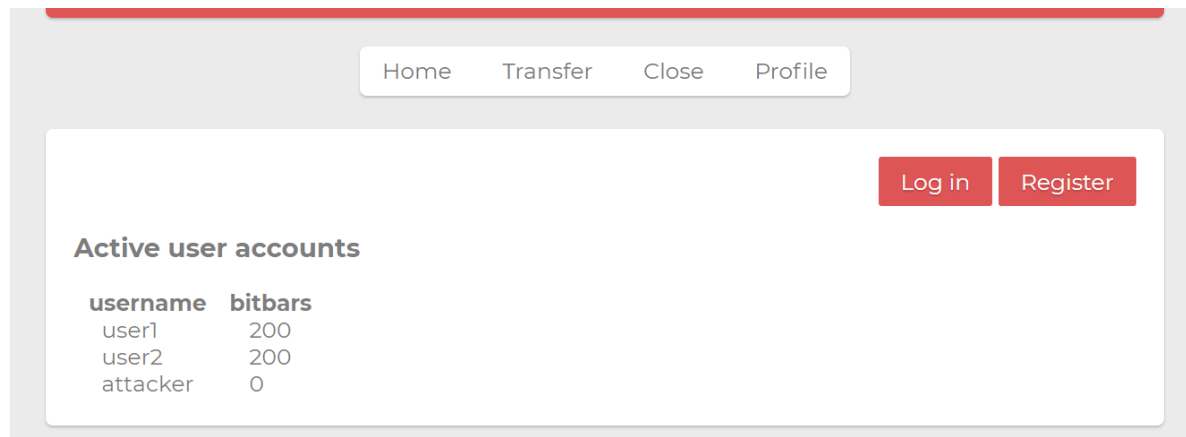 Home Transfer Close Profile
Log in Register
Active user accounts
username bitbars
user1 200
user2 200
attacker 0